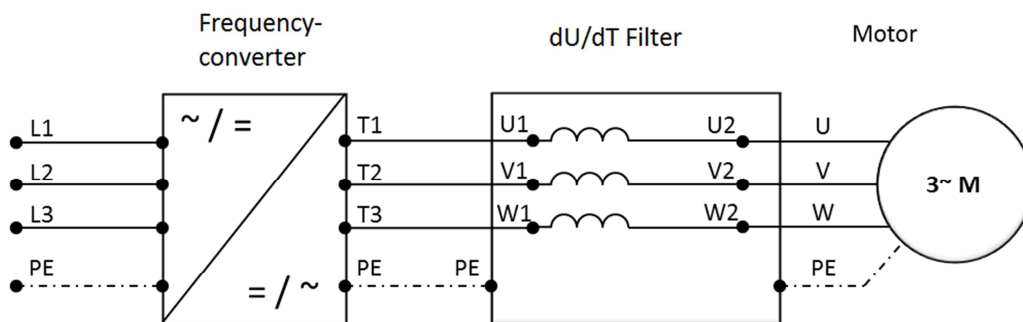 Frequency-
converter
dU/dT Filter
Motor
~ / =
= / ~
L1
L2
L3
PE
T1
T2
T3
PE
U1
V1
W1
PE
U2
V2
W2
U
V
W
PE
3~ M